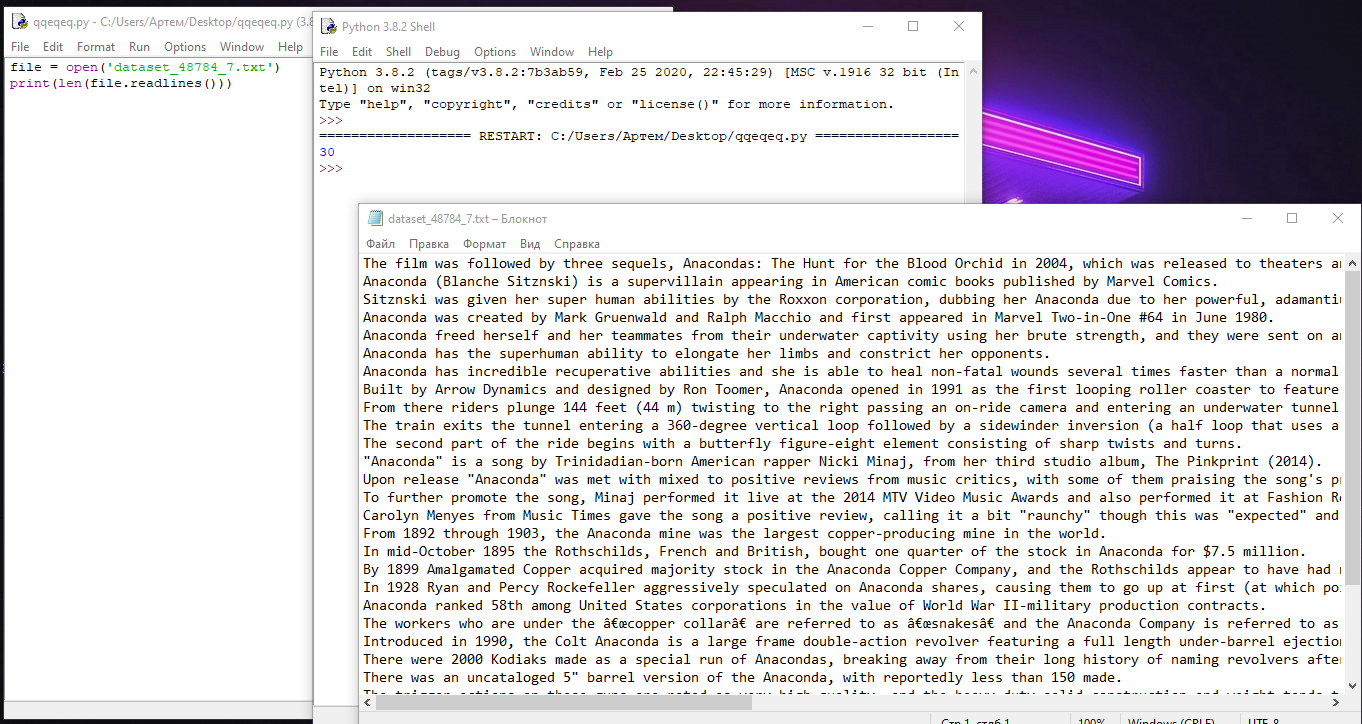 qqeqeq.py - C:/Users/Артем/Desktop/qqeqeq.py (3.8
File Edit Format Run Options Window Help
file = open('dataset_48784_7.txt')
print(len(file.readlines()))
Python 3.8.2 Shell
File Edit Shell Debug Options Window Help
Python 3.8.2 (tags/v3.8.2:7b3ab59, Feb 25 2020, 22:45:29) [MSC v.1916 32 bit (In
tel)] on win32
Type "help", "copyright", "credits" or "license()" for more information.
>>>
=================== RESTART: C:/Users/Артем/Desktop/qqeqeq.py ==================
30
>>>
dataset_48784_7.txt – Блокнот
Файл Правка Формат Вид Справка
The film was followed by three sequels, Anacondas: The Hunt for the Blood Orchid in 2004, which was released to theaters
Anaconda (Blanche Sitznski) is a supervillain appearing in American comic books published by Marvel Comics.
Sitznski was given her super human abilities by the Roxxon corporation, dubbing her Anaconda due to her powerful,
Anaconda was created by Mark Gruenwald and Ralph Macchio and first appeared in Marvel Two-in-One #64 in June 1980.
Anaconda freed herself and her teammates from their underwater captivity using her brute strength, and they were sent on
Anaconda has the superhuman ability to elongate her limbs and constrict her opponents.
Anaconda has incredible recuperative abilities and she is able to heal non-fatal wounds several times faster than a normal
Built by Arrow Dynamics and designed by Ron Toomer, Anaconda opened in 1991 as the first looping roller coaster to feature
From there riders plunge 144 feet (44 m) twisting to the right passing an on-ride camera and entering an underwater tunnel
The train exits the tunnel entering a 360-degree vertical loop followed by a sidewinder inversion (a half loop that uses a
The second part of the ride begins with a butterfly figure-eight element consisting of sharp twists and turns.
"Anaconda" is a song by Trinidadian-born American rapper Nicki Minaj, from her third studio album, The Pinkprint (2014).
Upon release "Anaconda" was met with mixed to positive reviews from music critics, with some of them praising the song's
To further promote the song, Minaj performed it live at the 2014 MTV Video Music Awards and also performed it at Fashion
Carolyn Menyes from Music Times gave the song a positive review, calling it a bit "raunchy" though this was "expected" and
From 1892 through 1903, the Anaconda mine was the largest copper-producing mine in the world.
In mid-October 1895 the Rothschilds, French and British, bought one quarter of the stock in Anaconda for $7.5 million.
By 1899 Amalgamated Copper acquired majority stock in the Anaconda Copper Company, and the Rothschilds appear to have had
In 1928 Ryan and Percy Rockefeller aggressively speculated on Anaconda shares, causing them to go up at first (at which
Anaconda ranked 58th among United States corporations in the value of World War II-military production contracts.
The workers who are under the â€œcopper collarâ€ are referred to as â€œsnakesâ€ and the Anaconda Company is referred to as
Introduced in 1990, the Colt Anaconda is a large frame double-action revolver featuring a full length under-barrel
There were 2000 Kodiaks made as a special run of Anacondas, breaking away from their long history of naming revolvers
There was an uncataloged 5" barrel version of the Anaconda, with reportedly less than 150 made.
Стр 1, стлб 1 100% Windows (CRLF) UTF-8